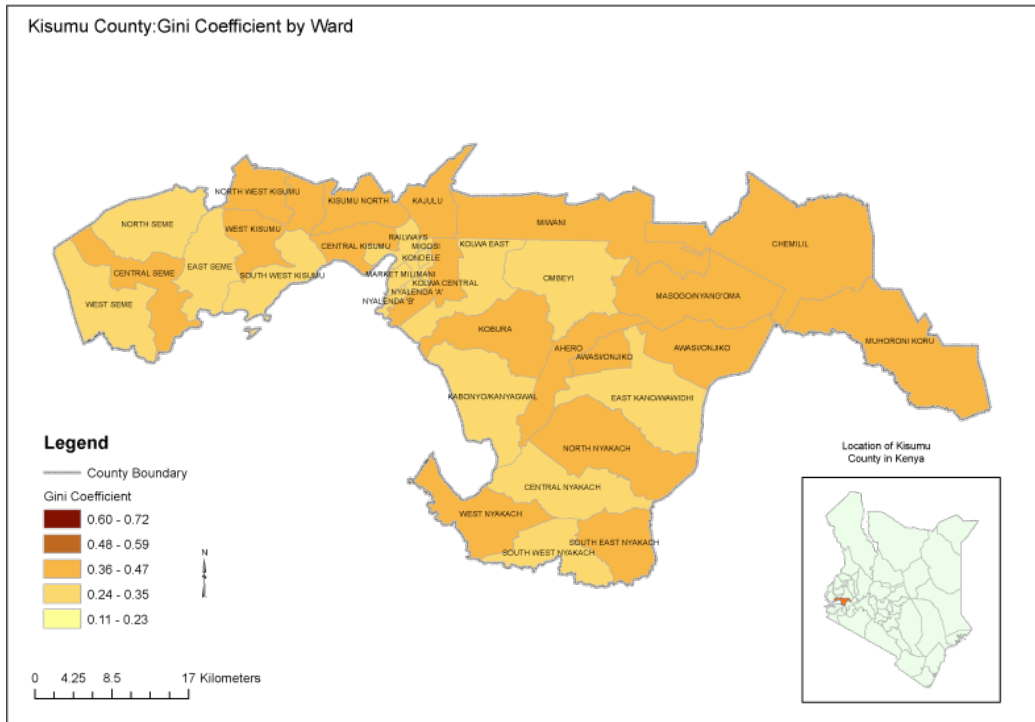 Kisumu County:Gini Coefficient by Ward
NORTH WEST KISUMU
KISUMU NORTH
KAJULU
NORTH SEME
WEST KISUMU
MIWANI
RAILWAYS
CENTRAL KISUMU
MIGOSI
KOLWA EAST
CHEMILIL
KONDELE
EAST SEME
CENTRAL SEME
SOUTH WEST KISUMU
MARKET MILIMANI
OMBEYI
KOLWA CENTRAL
NYALENDA 'A'
MASOGO/NYANG'OMA
WEST SEME
NYALENDA 'B'
KOBURA
MUHORONI KORU
AHERO
AWASI/ONJIKO
AWASI/ONJIKO
KABONYO/KANYAGWAL
EAST KANO/WAWIDHI
NORTH NYAKACH
CENTRAL NYAKACH
WEST NYAKACH
SOUTH EAST NYAKACH
SOUTH WEST NYAKACH
Legend
County Boundary
Gini Coefficient
0.60 - 0.72
0.48 - 0.59
0.36 - 0.47
0.24 - 0.35
0.11 - 0.23
N
0 4.25 8.5 17 Kilometers
Location of Kisumu
County in Kenya